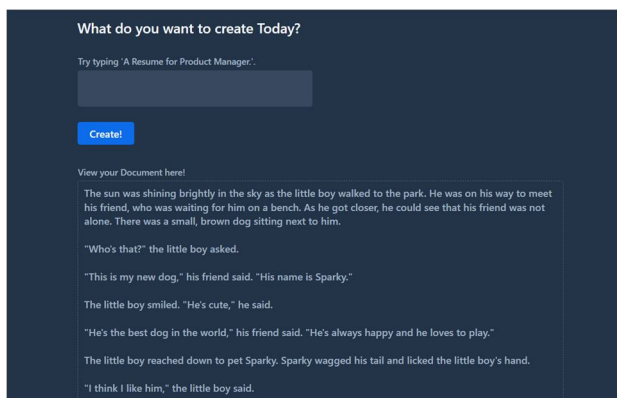 What do you want to create Today?
Try typing 'A Resume for Product Manager.'.
Create!
View your Document here!
The sun was shining brightly in the sky as the little boy walked to the park. He was on his way to meet
his friend, who was waiting for him on a bench. As he got closer, he could see that his friend was not
alone. There was a small, brown dog sitting next to him.
"Who's that?" the little boy asked.
"This is my new dog," his friend said. "His name is Sparky."
The little boy smiled. "He's cute," he said.
"He's the best dog in the world," his friend said. "He's always happy and he loves to play."
The little boy reached down to pet Sparky. Sparky wagged his tail and licked the little boy's hand.
"I think I like him," the little boy said.